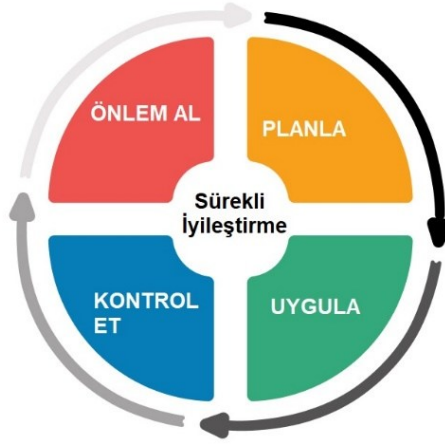 ÖNLEM AL
PLANLA
Sürekli
İyileştirme
KONTROL
ET
UYGULA